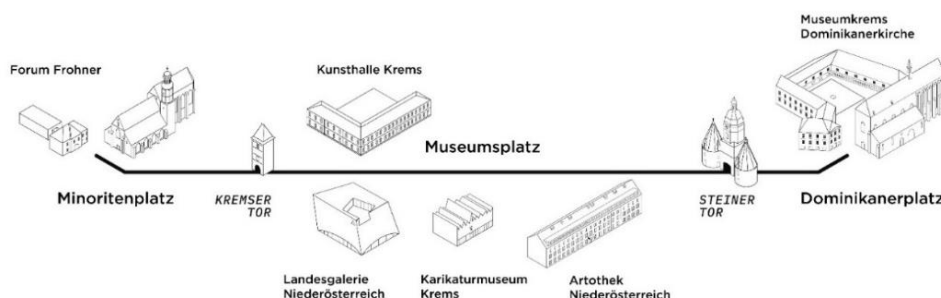 Museumkrems
Dominikanerkirche
Forum Frohner
Kunsthalle Krems
Museumsplatz
Minoritenplatz
KREMSER
TOR
STEINER
TOR
Dominikanerplatz
Landesgalerie
Niederösterreich
Karikaturmuseum
Krems
Artothek
Niederösterreich